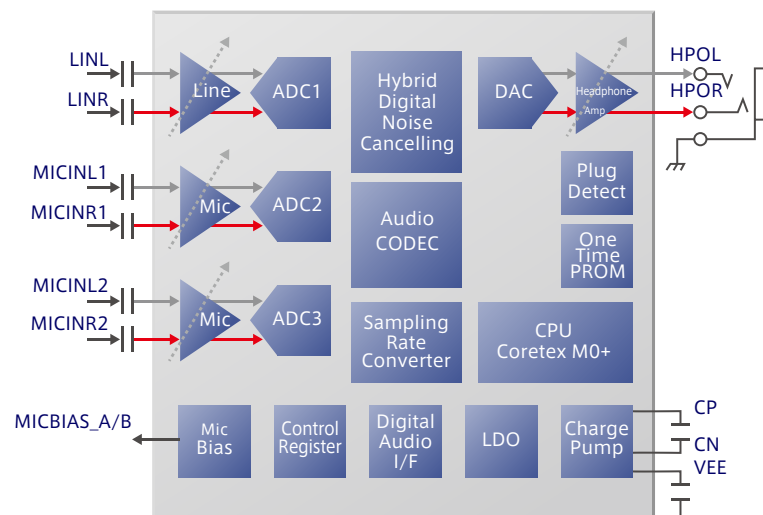 LINL
LINR
Line
ADC1
Hybrid
Digital
Noise
Cancelling
DAC
Headphone
Amp
HPOL
HPOR
MICINL1
MICINR1
Mic
ADC2
Audio
CODEC
Plug
Detect
One
Time
PROM
MICINL2
MICINR2
Mic
ADC3
Sampling
Rate
Converter
CPU
Coretex M0+
MICBIAS_A/B
Mic
Bias
Control
Register
Digital
Audio
I/F
LDO
Charge
Pump
CP
CN
VEE